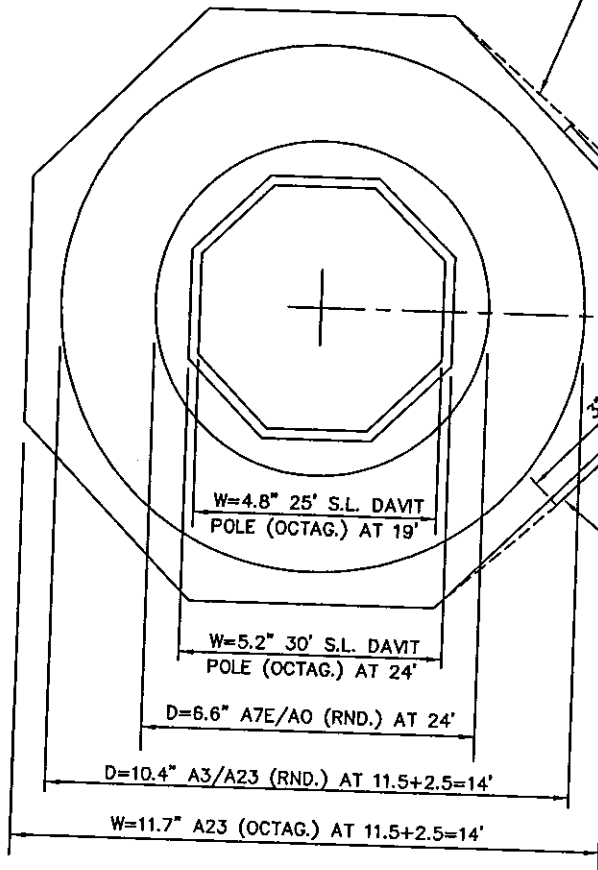 3"
W=4.8" 25' S.L. DAVIT
POLE (OCTAG.) AT 19'
W=5.2" 30' S.L. DAVIT
POLE (OCTAG.) AT 24'
D=6.6" A7E/A0 (RND.) AT 24'
D=10.4" A3/A23 (RND.) AT 11.5+2.5=14'
W=11.7" A23 (OCTAG.) AT 11.5+2.5=14'